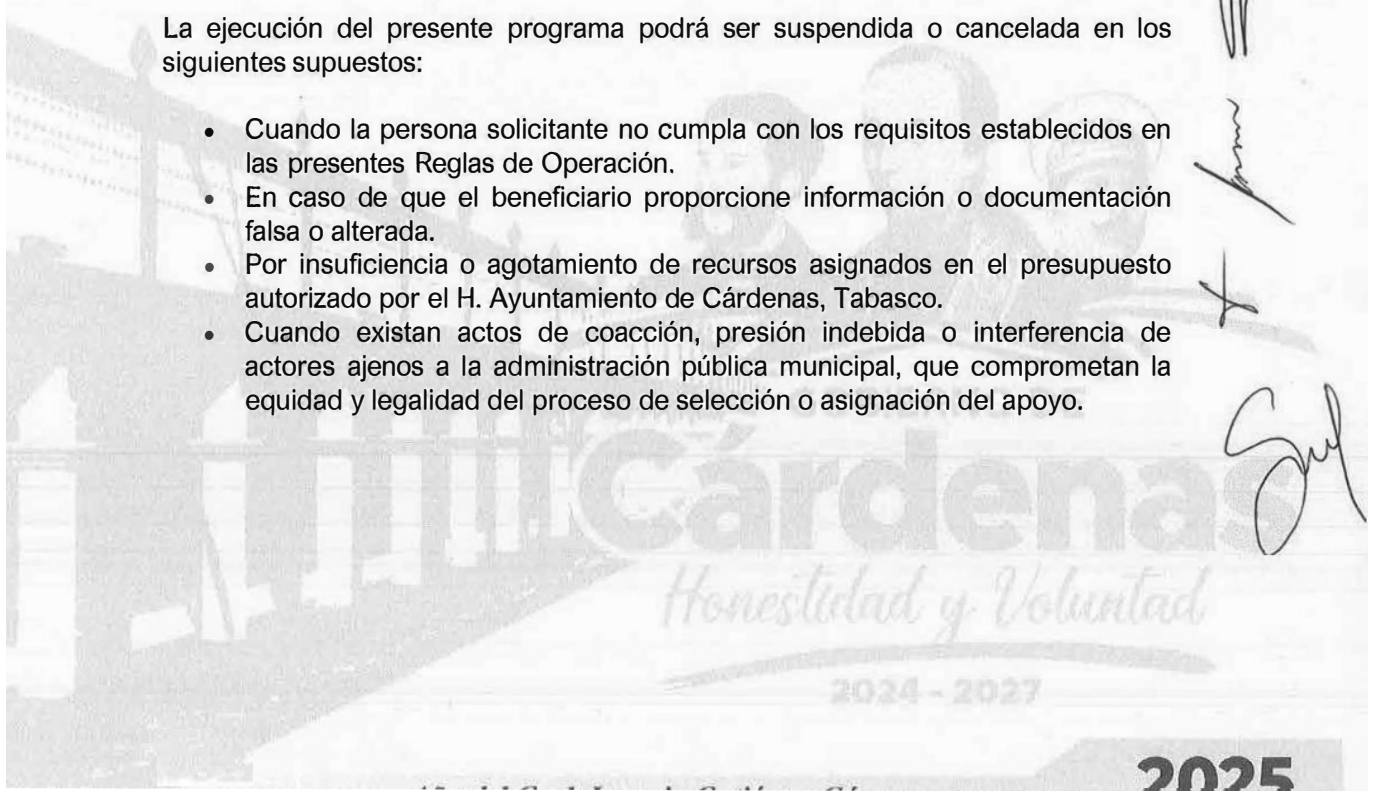 La ejecución del presente programa podrá ser suspendida o cancelada en los
siguientes supuestos:
• Cuando la persona solicitante no cumpla con los requisitos establecidos en
las presentes Reglas de Operación.
• En caso de que el beneficiario proporcione información o documentación
falsa o alterada.
• Por insuficiencia o agotamiento de recursos asignados en el presupuesto
autorizado por el H. Ayuntamiento de Cárdenas, Tabasco.
• Cuando existan actos de coacción, presión indebida o interferencia de
actores ajenos a la administración pública municipal, que comprometan la
equidad y legalidad del proceso de selección o asignación del apoyo.
GOBIERNO DE
Cárdenas
Honestidad y Voluntad
2024 - 2027
2025